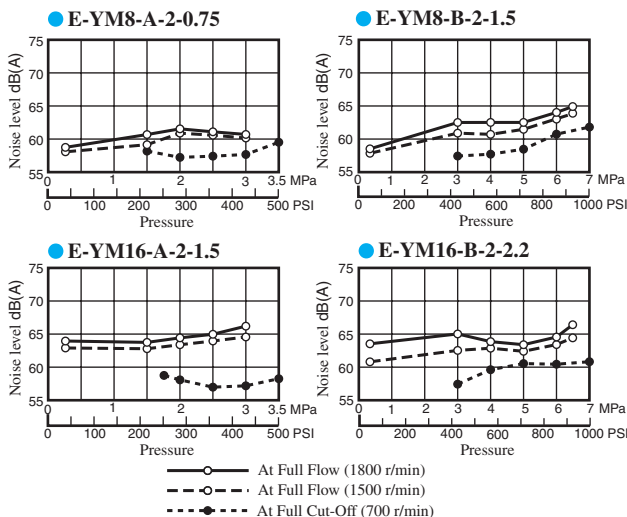 E-YM8-A-2-0.75
75
70
65
60
55
Noise level dB(A)
0 1 2 3 3.5 MPa
0 100 200 300 400 500 PSI
Pressure
E-YM8-B-2-1.5
75
70
65
60
55
Noise level dB(A)
0 1 3 4 5 6 7 MPa
0 200 400 600 800 1000 PSI
Pressure
E-YM16-A-2-1.5
75
70
65
60
55
Noise level dB(A)
0 1 2 3 3.5 MPa
0 100 200 300 400 500 PSI
Pressure
E-YM16-B-2-2.2
75
70
65
60
55
Noise level dB(A)
0 1 3 4 5 6 7 MPa
0 200 400 600 800 1000 PSI
Pressure
At Full Flow (1800 r/min)
At Full Flow (1500 r/min)
At Full Cut-Off (700 r/min)